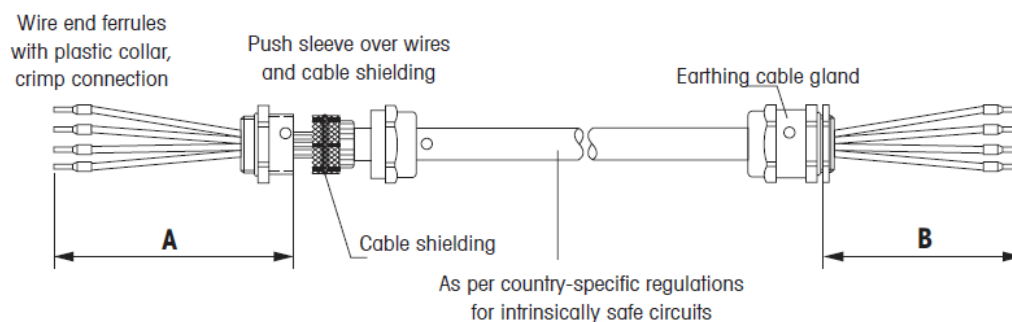 Wire end ferrules
with plastic collar,
crimp connection
Push sleeve over wires
and cable shielding
Earthing cable gland
A
B
Cable shielding
As per country-specific regulations
for intrinsically safe circuits